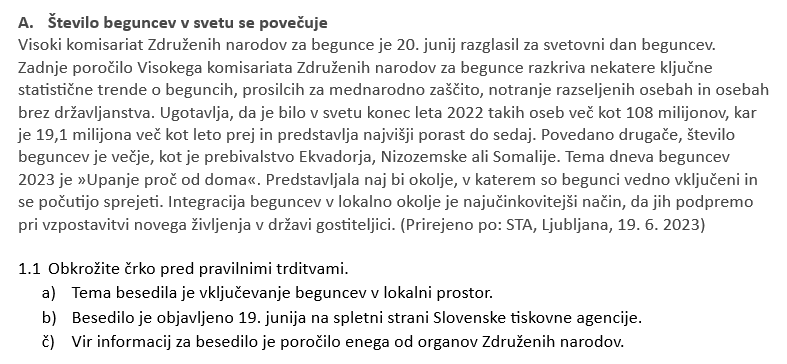 A. Število beguncev v svetu se povečuje
Visoki komisariat Združenih narodov za begunce je 20. junij razglasil za svetovni dan beguncev.
Zadnje poročilo Visokega komisariata Združenih narodov za begunce razkriva nekatere ključne
statistične trende o beguncih, prosilcih za mednarodno zaščito, notranje razseljenih osebah in osebah
brez državljanstva. Ugotavlja, da je bilo v svetu konec leta 2022 takih oseb več kot 108 milijonov, kar
je 19,1 milijona več kot leto prej in predstavlja najvišji porast do sedaj. Povedano drugače, število
beguncev je večje, kot je prebivalstvo Ekvadorja, Nizozemske ali Somalije. Tema dneva beguncev
2023 je »Upanje proč od doma«. Predstavljala naj bi okolje, v katerem so begunci vedno vključeni in
se počutijo sprejeti. Integracija beguncev v lokalno okolje je najučinkovitejši način, da jih podpremo
pri vzpostavitvi novega življenja v državi gostiteljici. (Prirejeno po: STA, Ljubljana, 19. 6. 2023)
1.1 Obkrožite črko pred pravilnimi trditvami.
a) Tema besedila je vključevanje beguncev v lokalni prostor.
b) Besedilo je objavljeno 19. junija na spletni strani Slovenske tiskovne agencije.
č) Vir informacij za besedilo je poročilo enega od organov Združenih narodov.